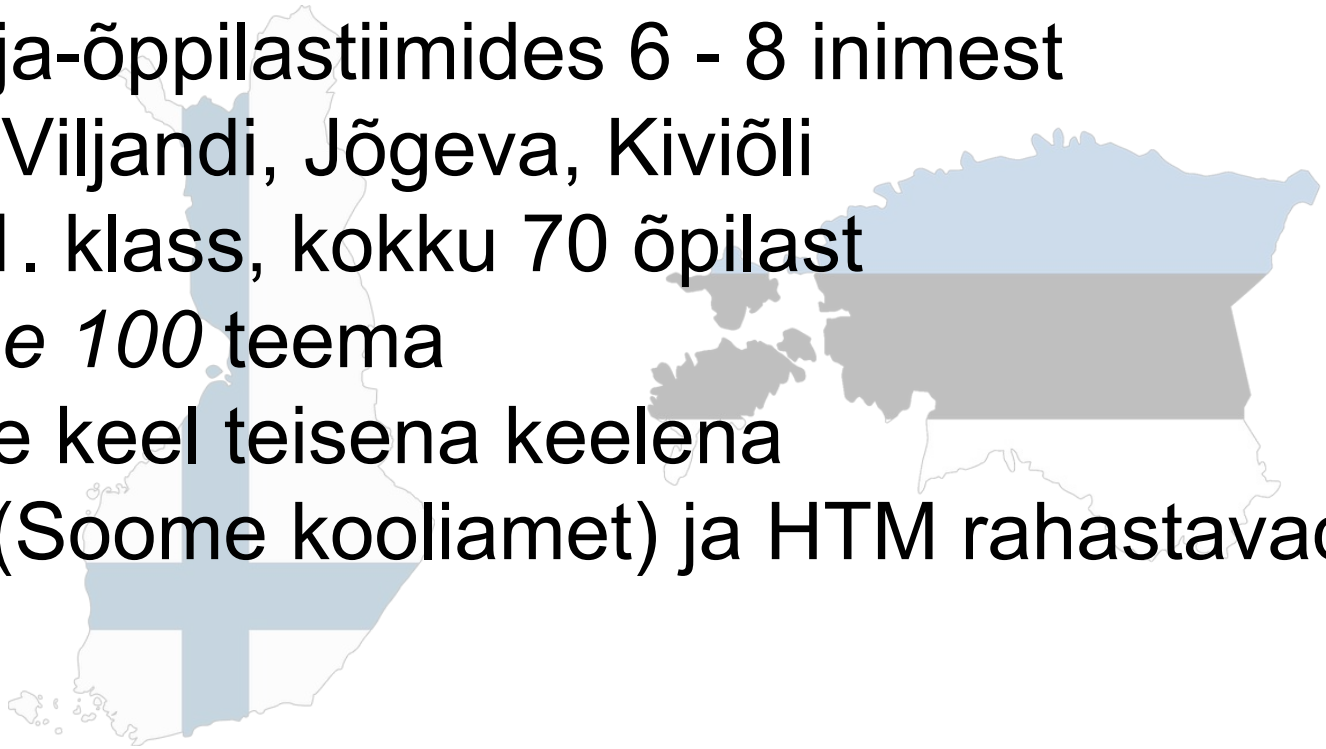 ja-õppilastiimides 6 - 8 inimest
Viljandi, Jõgeva, Kiviõli
. klass, kokku 70 õpilast
e 100 teema
e keel teisena keelena
(Soome kooliamet) ja HTM rahastavad